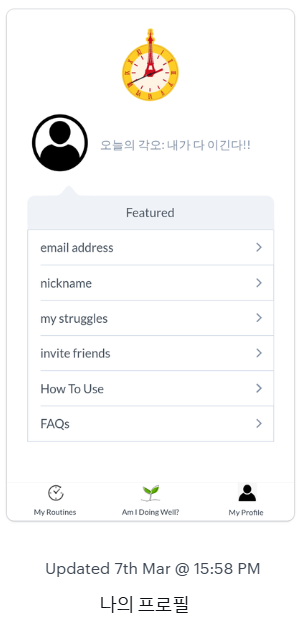 오늘의 각오: 내가 다 이긴다!!
Featured
email address
nickname
my struggles
invite friends
How To Use
FAQs
My Routines
Am I Doing Well?
My Profile
Updated 7th Mar @ 15:58 PM
나의 프로필